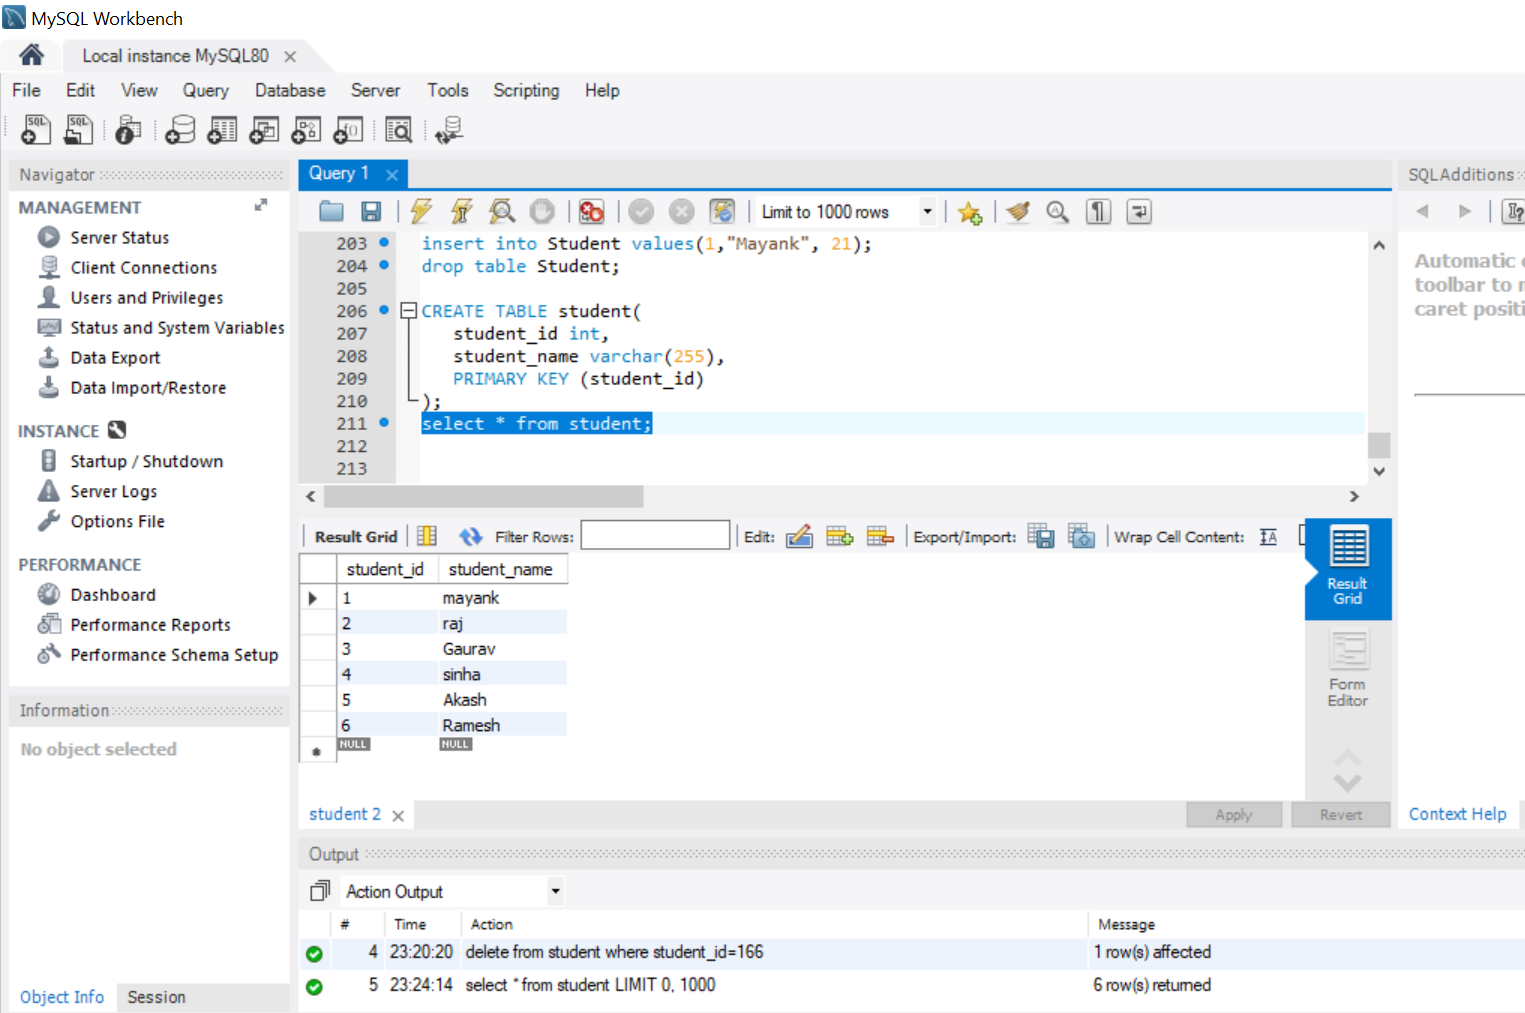 MySQL Workbench
Local instance MySQL80
File Edit View Query Database Server Tools Scripting Help
SQL SQL
Navigator
MANAGEMENT
Server Status
Client Connections
Users and Privileges
Status and System Variables
Data Export
Data Import/Restore
INSTANCE
Startup / Shutdown
Server Logs
Options File
PERFORMANCE
Dashboard
Performance Reports
Performance Schema Setup
Information
No object selected
Object Info Session
Query 1
Limit to 1000 rows
203 insert into Student values(1,"Mayank", 21);
204 drop table Student;
205
206 CREATE TABLE student(
207 student_id int,
208 student_name varchar(255),
209 PRIMARY KEY (student_id)
210 );
211 select * from student;
212
213
Result Grid Filter Rows: Edit: Export/Import: Wrap Cell Content:
student_id student_name
1 mayank
2 raj
3 Gaurav
4 sinha
5 Akash
6 Ramesh
NULL NULL
Result
Grid
Form
Editor
student 2
Apply Revert
SQLAdditions
Automatic
toolbar to
caret positi
Context Help
Output
Action Output
# Time Action Message
4 23:20:20 delete from student where student_id=166 1 row(s) affected
5 23:24:14 select * from student LIMIT 0, 1000 6 row(s) returned